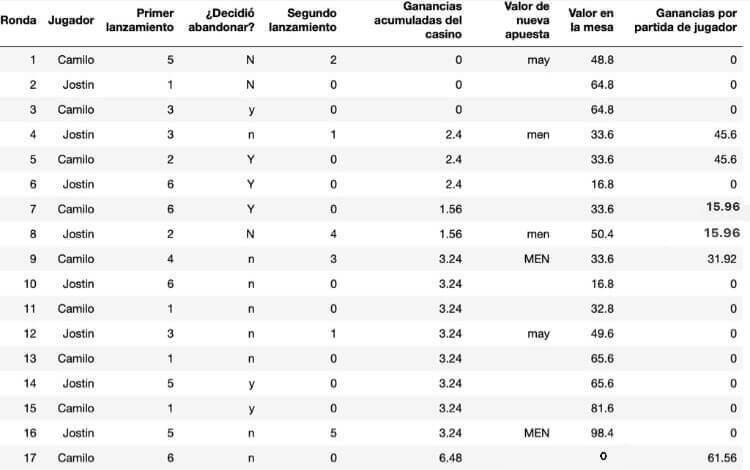 Ronda Jugador Primer lanzamiento ¿Decidió abandonar? Segundo lanzamiento Ganancias acumuladas del casino Valor de nueva apuesta Valor en la mesa Ganancias por partida de jugador
1 Camilo 5 N 2 0 may 48.8 0
2 Jostin 1 N 0 0 64.8 0
3 Camilo 3 y 0 0 64.8 0
4 Jostin 3 n 1 2.4 men 33.6 45.6
5 Camilo 2 Y 0 2.4 33.6 45.6
6 Jostin 6 Y 0 2.4 16.8 0
7 Camilo 6 Y 0 1.56 33.6 15.96
8 Jostin 2 N 4 1.56 men 50.4 15.96
9 Camilo 4 n 3 3.24 MEN 33.6 31.92
10 Jostin 6 n 0 3.24 16.8 0
11 Camilo 1 n 0 3.24 32.8 0
12 Jostin 3 n 1 3.24 may 49.6 0
13 Camilo 1 n 0 3.24 65.6 0
14 Jostin 5 y 0 3.24 65.6 0
15 Camilo 1 y 0 3.24 81.6 0
16 Jostin 5 n 5 3.24 MEN 98.4 0
17 Camilo 6 n 0 6.48 0 61.56